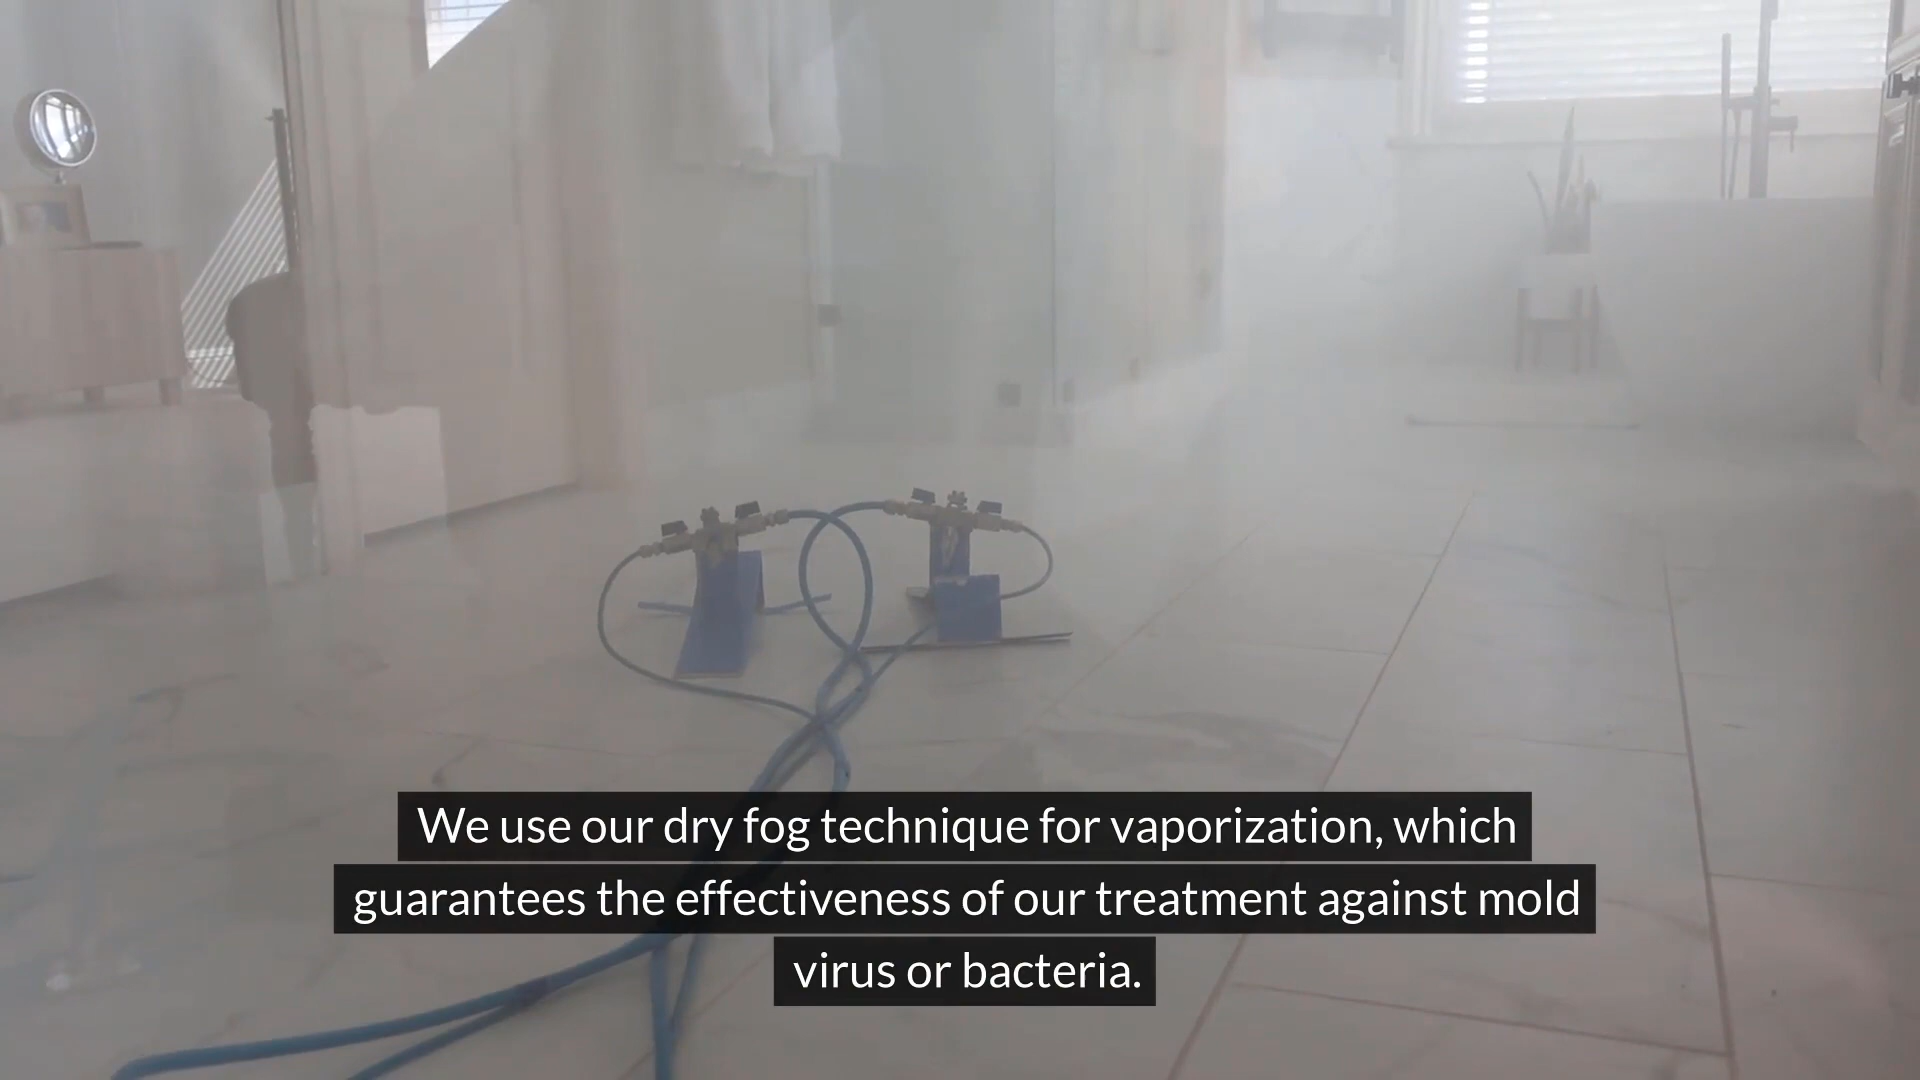 We use our dry fog technique for vaporization, which
guarantees the effectiveness of our treatment against mold
virus or bacteria.